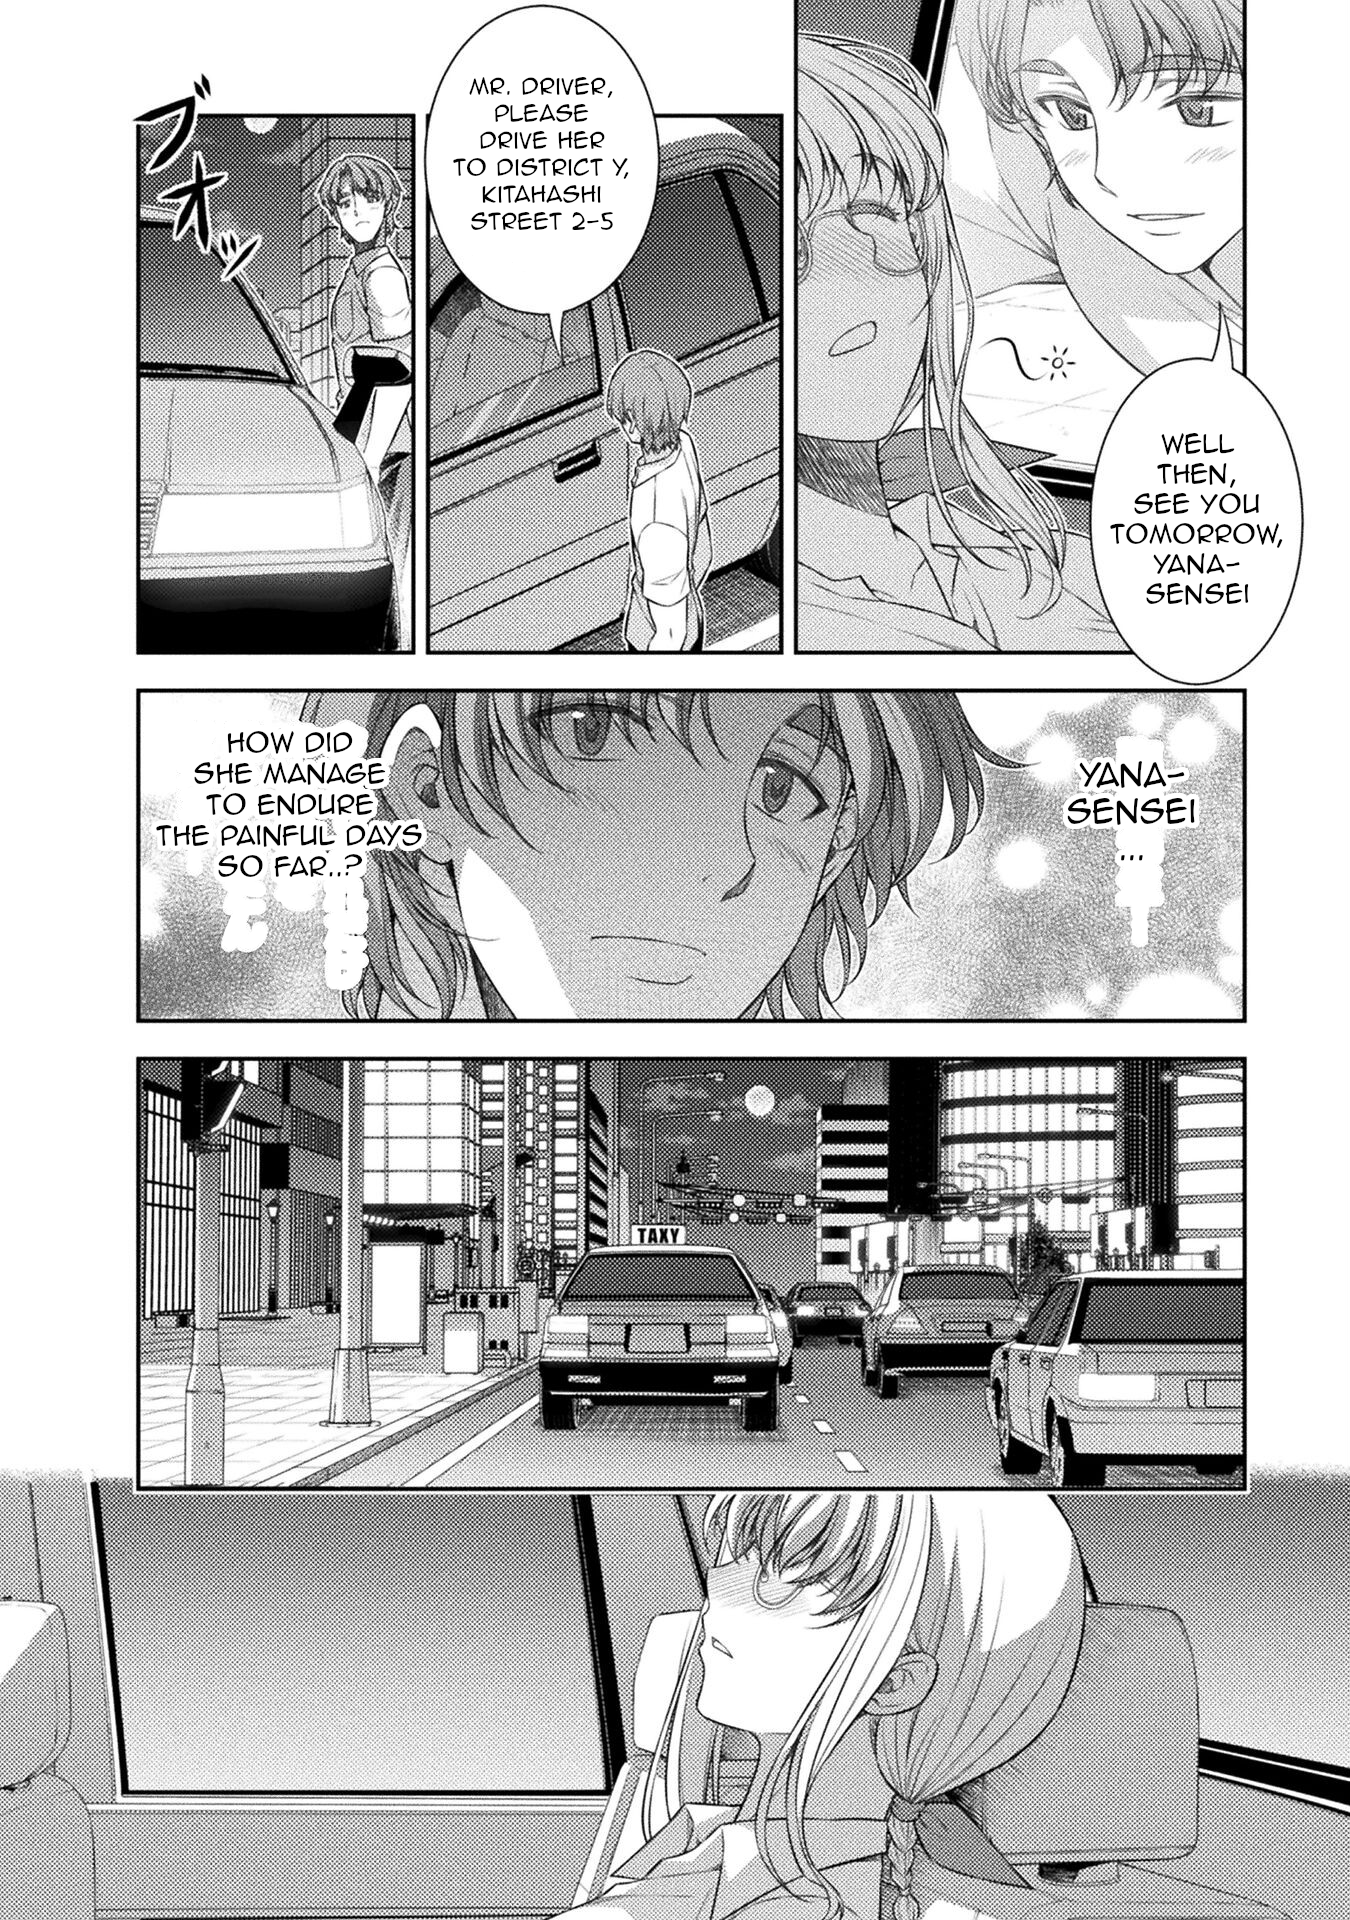 WELL
THEN,
SEE YOU
TOMORROW,
YANA-
SENSEI
MR. DRIVER,
PLEASE
DRIVE HER
TO DISTRICT Y,
KITAHASHI
STREET 2-5
ブォッ
YANA-
SENSEI
...
HOW DID
SHE MANAGE
TO ENDURE
THE PAINFUL DAYS
SO FAR..?
TAXY